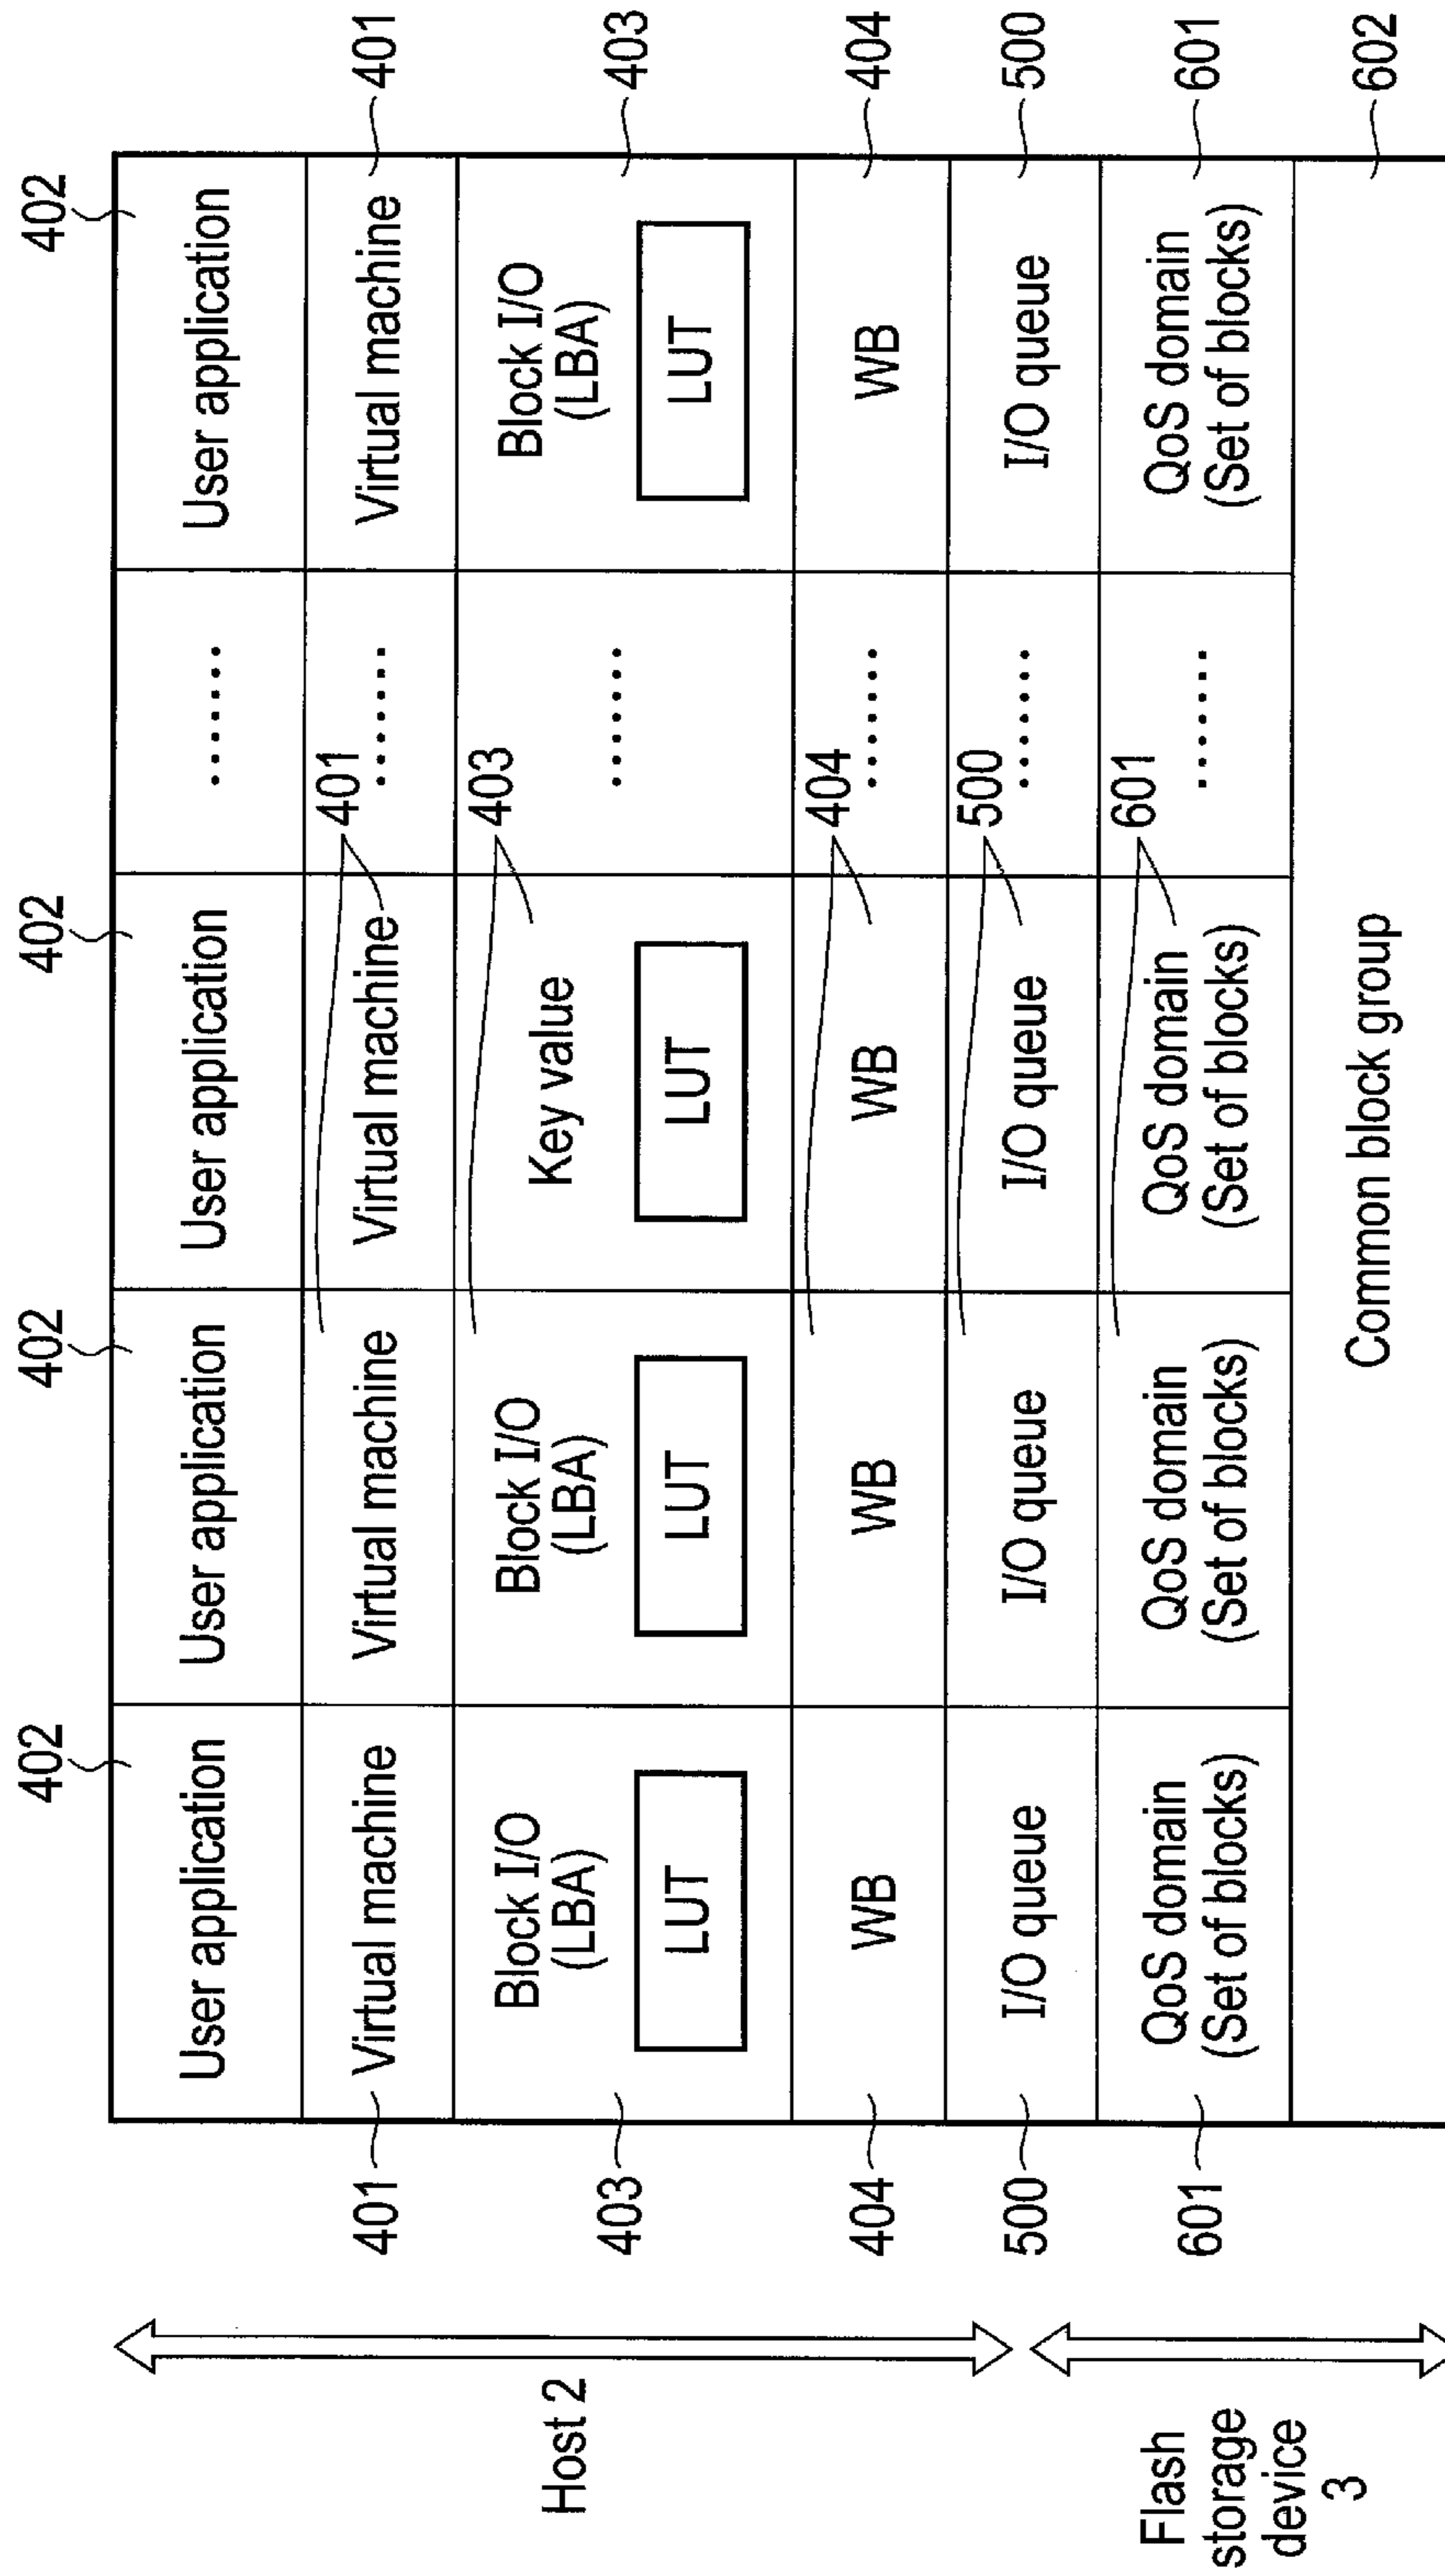 402 402 402 402
User application User application User application ....... User application
401 Virtual machine Virtual machine Virtual machine 401 ....... Virtual machine 401
403 Block I/O Block I/O Key value 403 ....... Block I/O 403
(LBA) (LBA) (LBA)
LUT LUT LUT LUT
404 WB WB WB 404 ....... WB 404
500 I/O queue I/O queue I/O queue 500 ....... I/O queue 500
601 QoS domain QoS domain QoS domain 601 ....... QoS domain 601
(Set of blocks) (Set of blocks) (Set of blocks) (Set of blocks)
Common block group 602
Host 2
Flash
storage
device
3